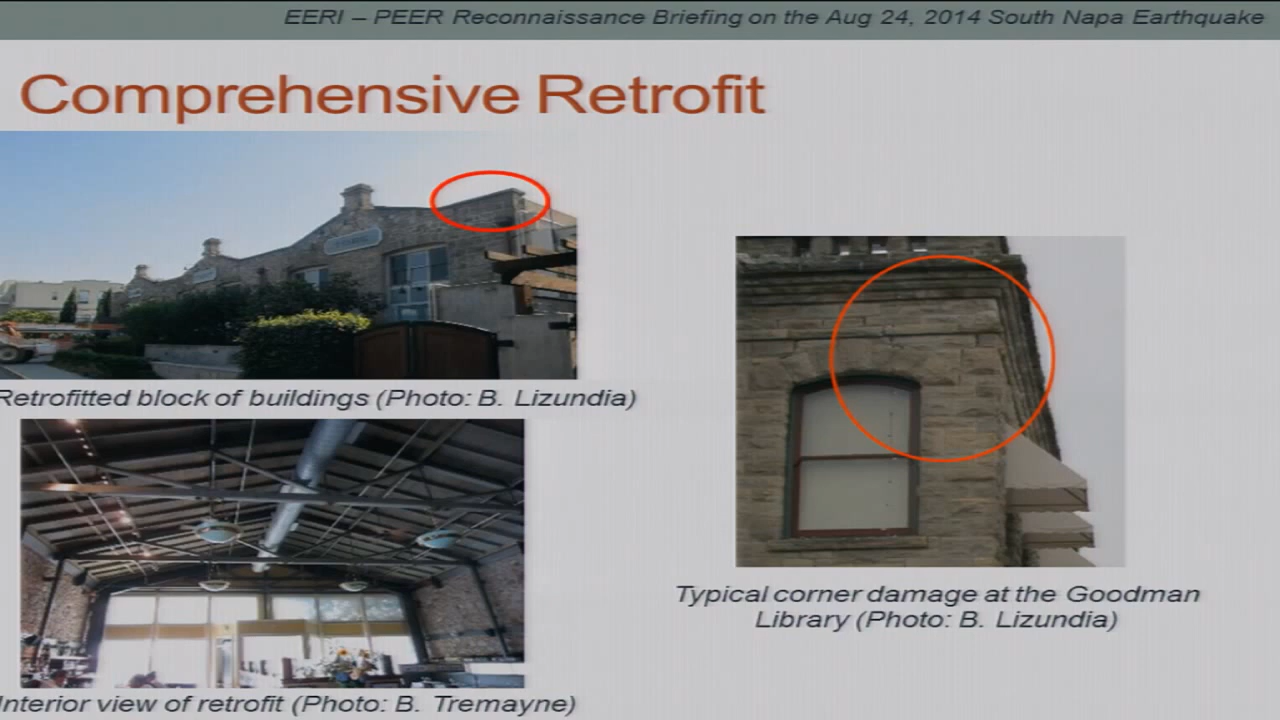 EERI – PEER Reconnaissance Briefing on the Aug 24, 2014 South Napa Earthquake
Comprehensive Retrofit
Retrofitted block of buildings (Photo: B. Lizundia)
Interior view of retrofit (Photo: B. Tremayne)
Typical corner damage at the Goodman
Library (Photo: B. Lizundia)